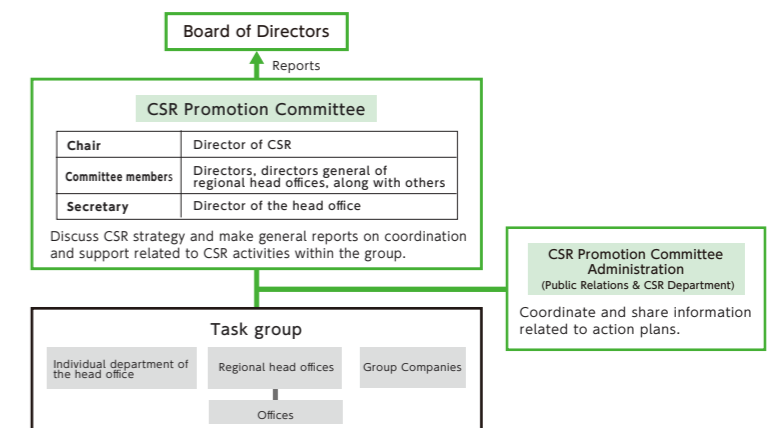 Board of Directors
Reports
CSR Promotion Committee
Chair
Director of CSR
Committee members
Directors, directors general of
regional head offices, along with others
Secretary
Director of the head office
Discuss CSR strategy and make general reports on coordination
and support related to CSR activities within the group.
CSR Promotion Committee
Administration
(Public Relations & CSR Department)
Coordinate and share information
related to action plans.
Task group
Individual department of
the head office
Regional head offices
Group Companies
Offices